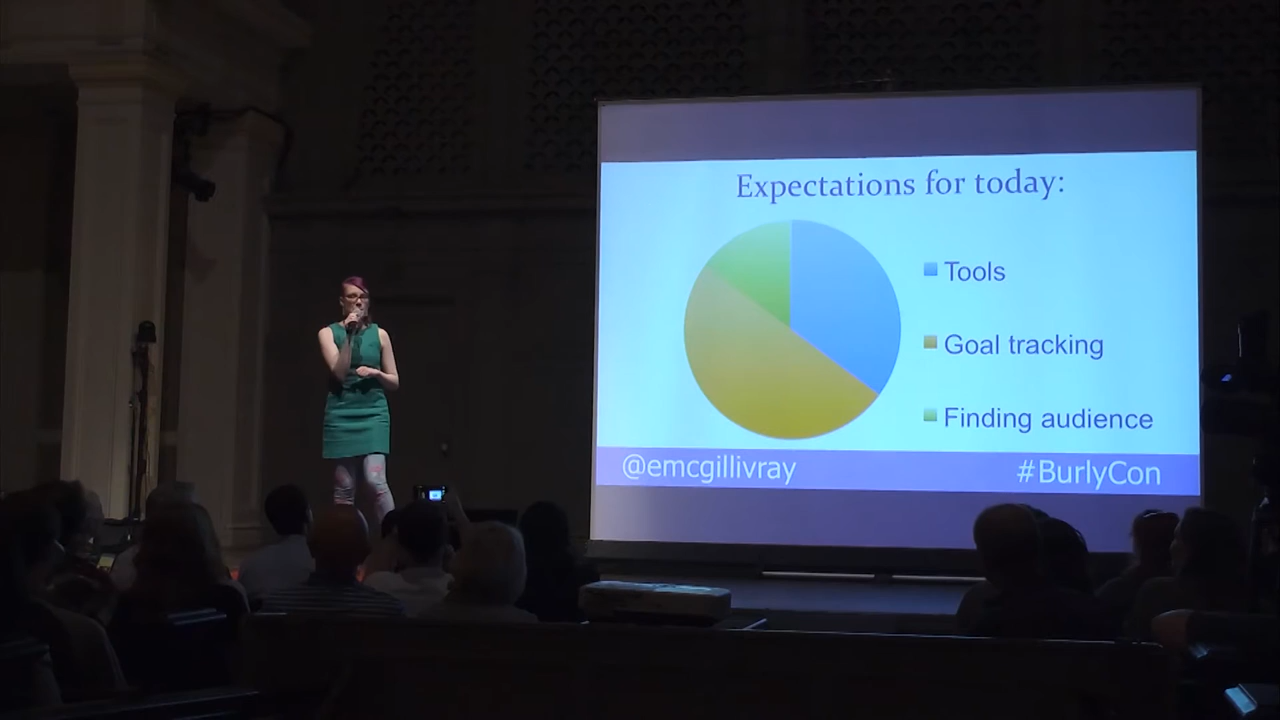 Expectations for today:
Tools
Goal tracking
Finding audience
@emcgillivray
#BurlyCon